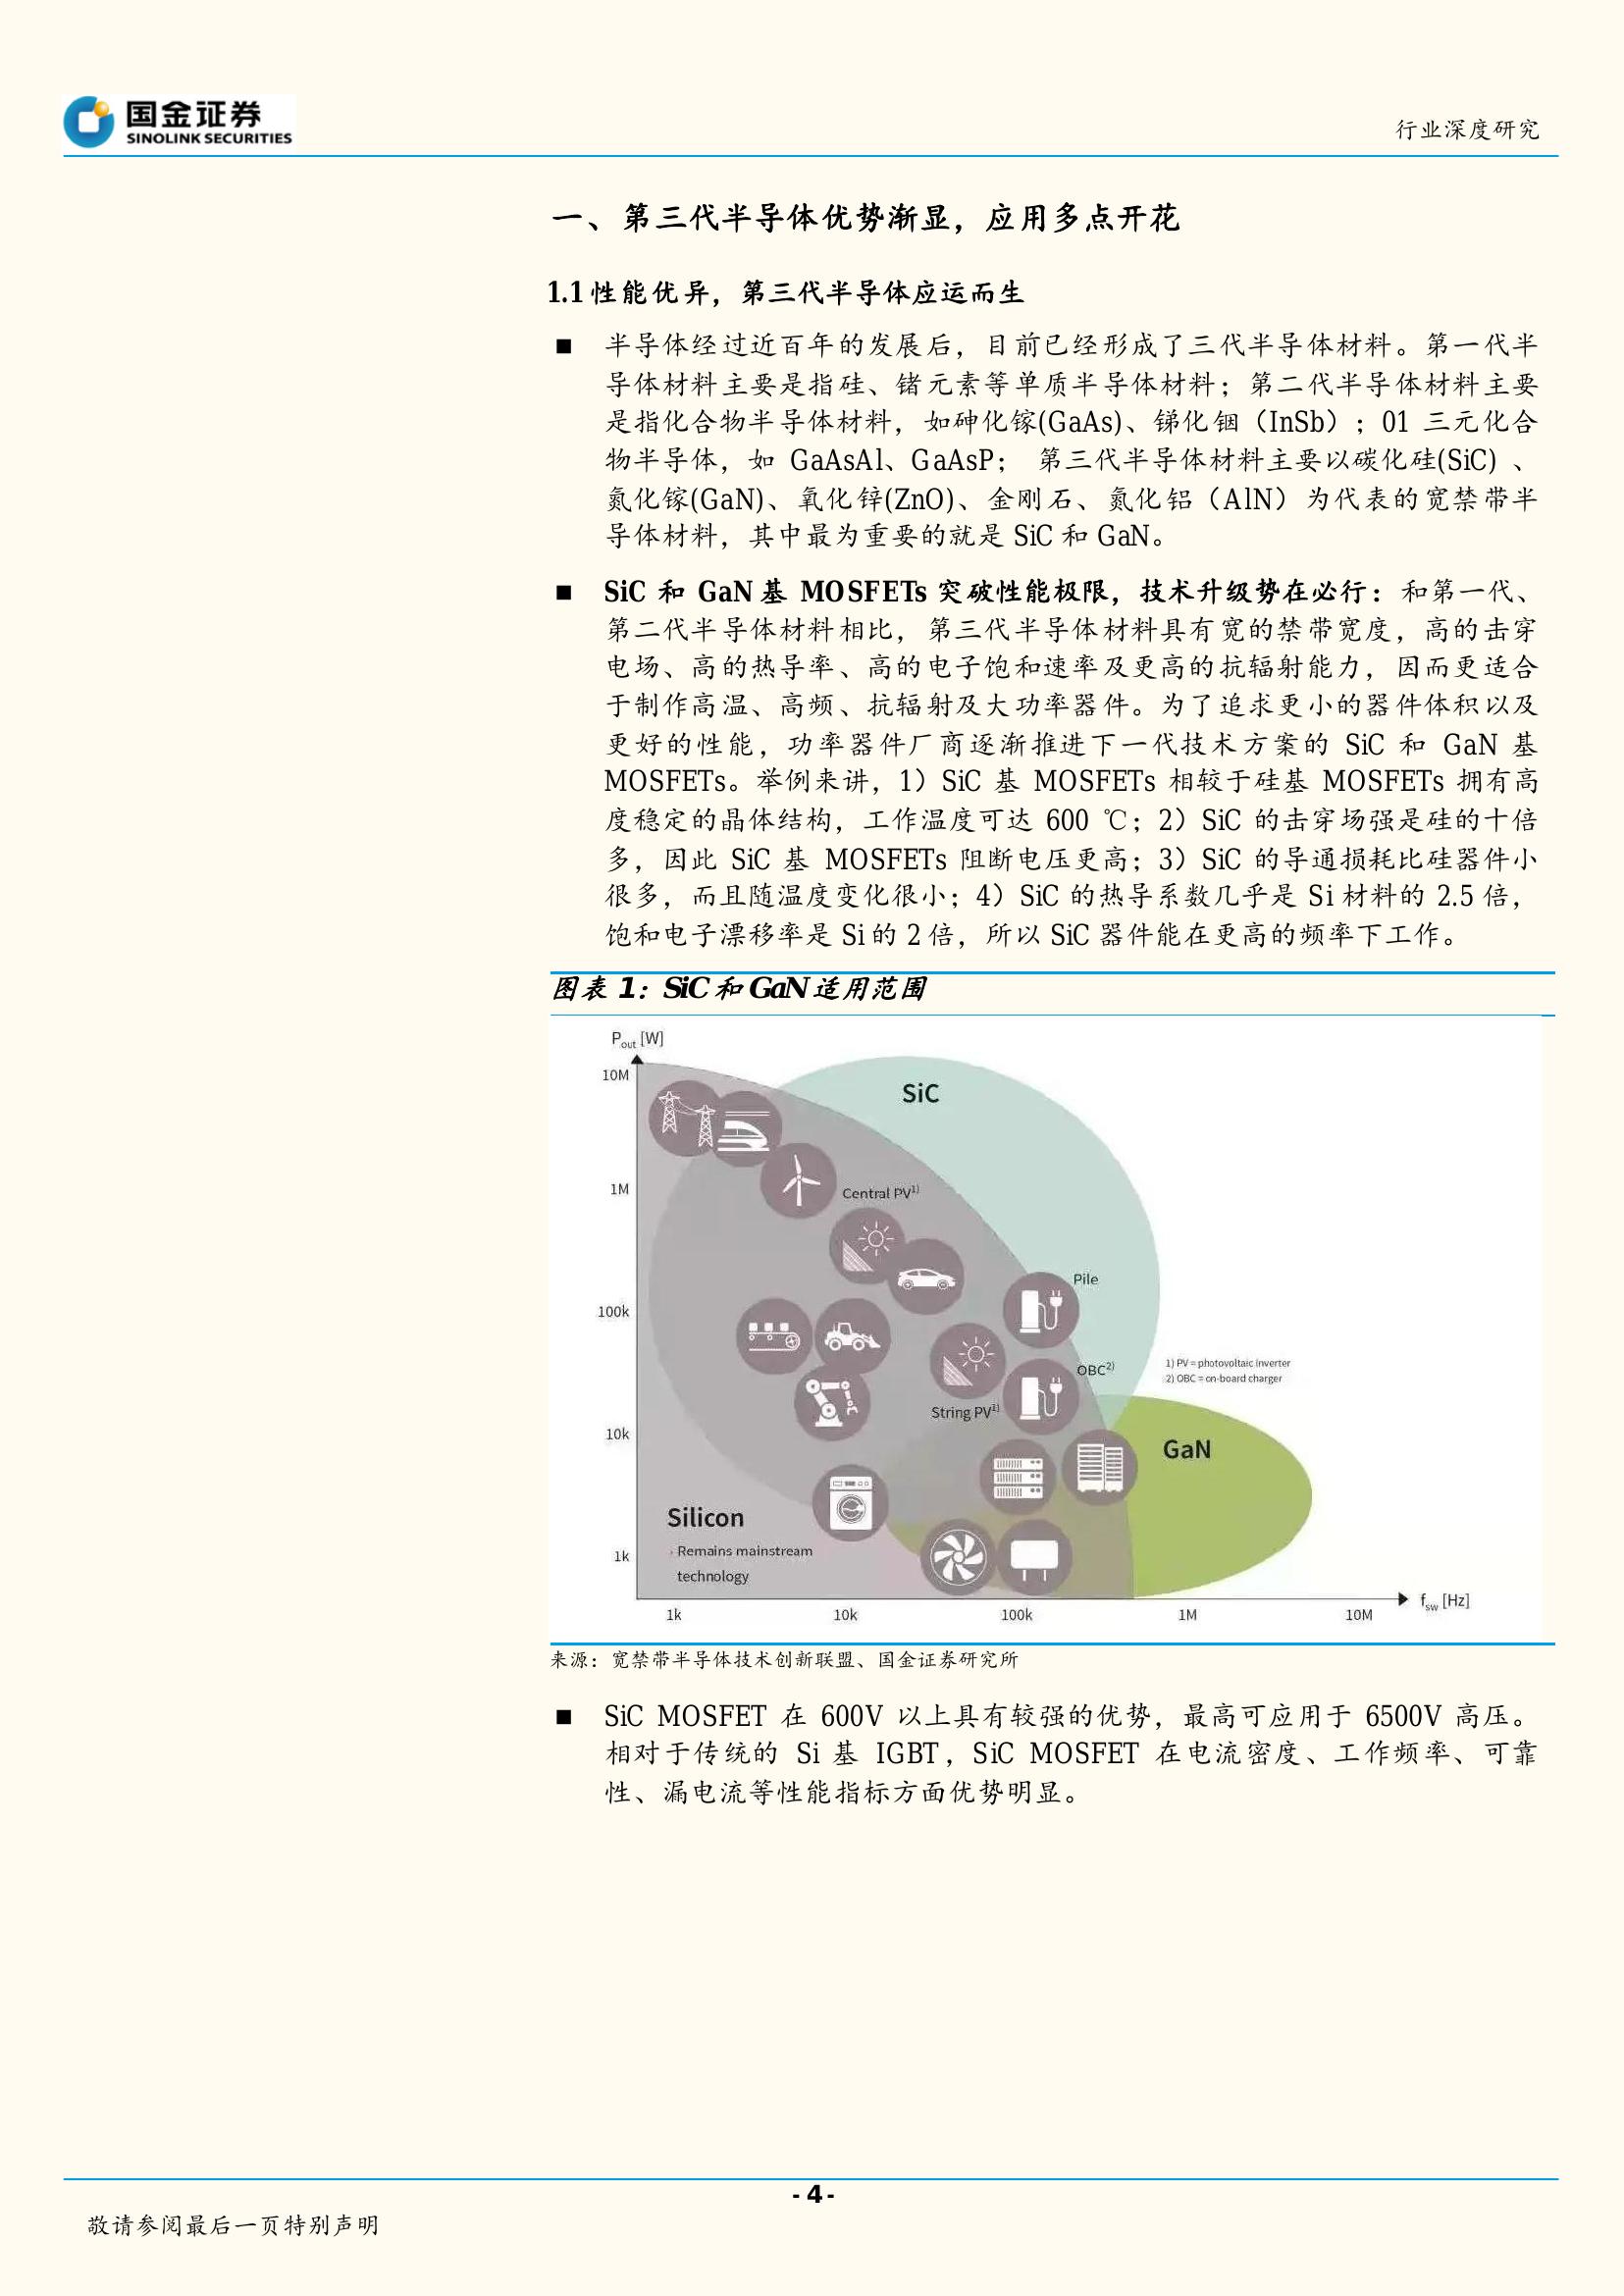 国金证券
SINOLINK SECURITIES
行业深度研究
一、第三代半导体优势渐显，应用多点开花
1.1 性能优异，第三代半导体应运而生
■ 半导体经过近百年的发展后，目前已经形成了三代半导体材料。第一代半
导体材料主要是指硅、锗元素等单质半导体材料；第二代半导体材料主要
是指化合物半导体材料，如砷化镓(GaAs)、锑化铟（InSb）；01 三元化合
物半导体，如 GaAsAl、GaAsP； 第三代半导体材料主要以碳化硅(SiC) 、
氮化镓(GaN)、氧化锌(ZnO)、金刚石、氮化铝（AlN）为代表的宽禁带半
导体材料，其中最为重要的就是 SiC 和 GaN。
■ SiC 和 GaN 基 MOSFETs 突破性能极限，技术升级势在必行：和第一代、
第二代半导体材料相比，第三代半导体材料具有宽的禁带宽度，高的击穿
电场、高的热导率、高的电子饱和速率及更高的抗辐射能力，因而更适合
于制作高温、高频、抗辐射及大功率器件。为了追求更小的器件体积以及
更好的性能，功率器件厂商逐渐推进下一代技术方案的 SiC 和 GaN 基
MOSFETs。举例来讲，1）SiC 基 MOSFETs 相较于硅基 MOSFETs 拥有高
度稳定的晶体结构，工作温度可达 600 ℃；2）SiC 的击穿场强是硅的十倍
多，因此 SiC 基 MOSFETs 阻断电压更高；3）SiC 的导通损耗比硅器件小
很多，而且随温度变化很小；4）SiC 的热导系数几乎是 Si 材料的 2.5 倍，
饱和电子漂移率是 Si 的 2 倍，所以 SiC 器件能在更高的频率下工作。
图表 1：SiC 和 GaN 适用范围
Pout [W]
10M
SiC
1M
Central PV1)
Pile
100k
1) PV = photovoltaic inverter
OBC2)
2) OBC = on-board charger
String PV1)
10k
GaN
Silicon
› Remains mainstream
technology
1k
1k 10k 100k 1M 10M
fsw [Hz]
来源：宽禁带半导体技术创新联盟、国金证券研究所
■ SiC MOSFET 在 600V 以上具有较强的优势，最高可应用于 6500V 高压。
相对于传统的 Si 基 IGBT，SiC MOSFET 在电流密度、工作频率、可靠
性、漏电流等性能指标方面优势明显。
- 4 -
敬请参阅最后一页特别声明